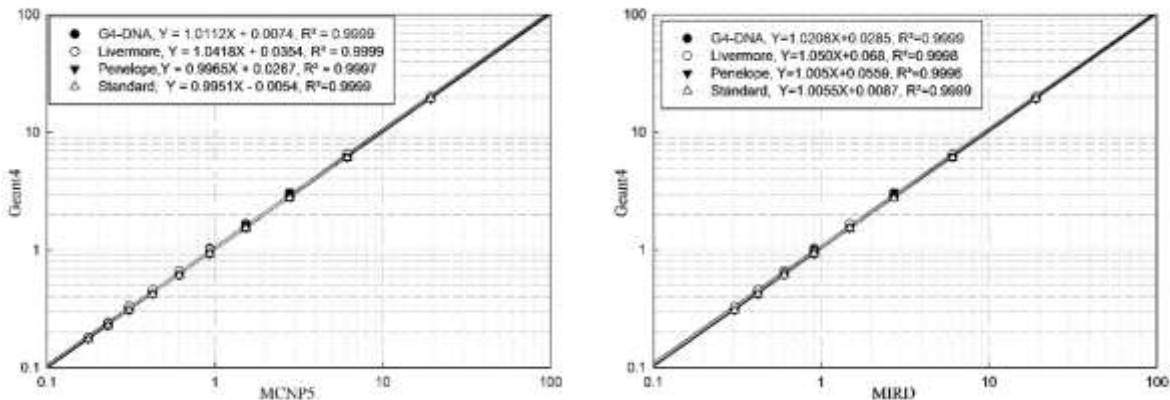 100
G4-DNA, Y = 1.0112X + 0.0074, R² = 0.9999
Livermore, Y = 1.0418X + 0.0354, R² = 0.9999
Penelope,Y = 0.9965X + 0.0267, R² = 0.9997
Standard, Y = 0.9951X - 0.0054, R²=0.9999
10
Geant4
1
0.1
0.1 1 10 100
MCNP5
100
G4-DNA, Y=1.0208X+0.0285, R²=0.9999
Livermore, Y=1.050X+0.068, R²=0.9998
Penelope, Y=1.005X+0.0559, R²=0.9996
Standard, Y=1.0055X+0.0087, R²=0.9999
10
Geant4
1
0.1
0.1 1 10 100
MIRD